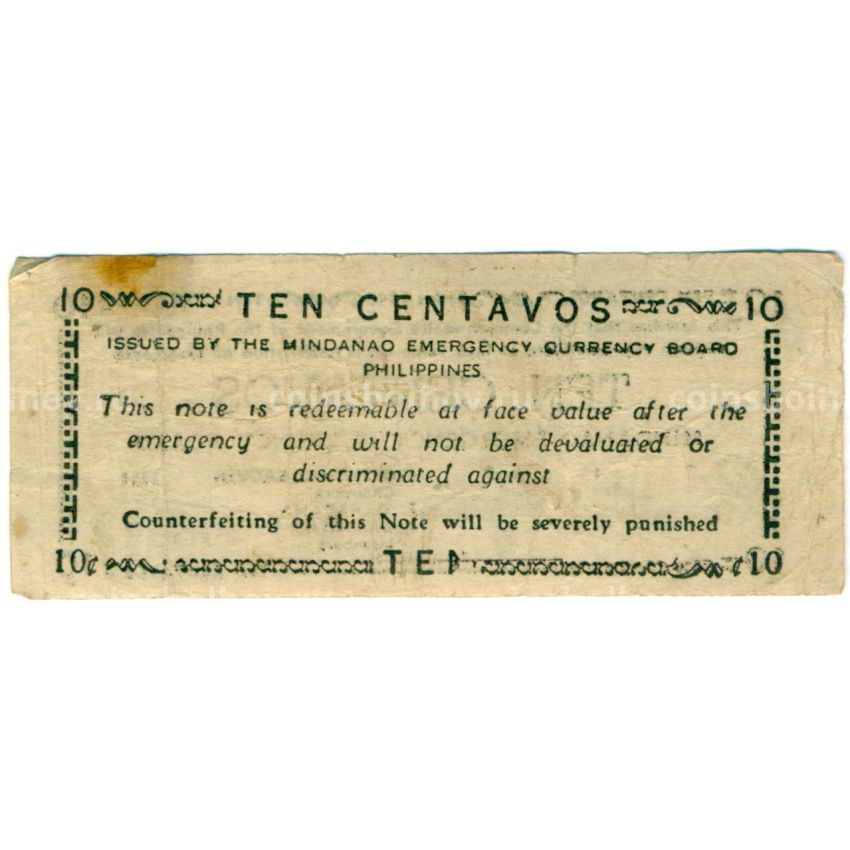 10 TEN CENTAVOS 10
ISSUED BY THE MINDANAO EMERGENCY CURRENCY BOARD
PHILIPPINES
This note is redeemable at face value after the
emergency and will not be devaluated or
discriminated against
Counterfeiting of this Note will be severely punished
10¢ TEN ¢10